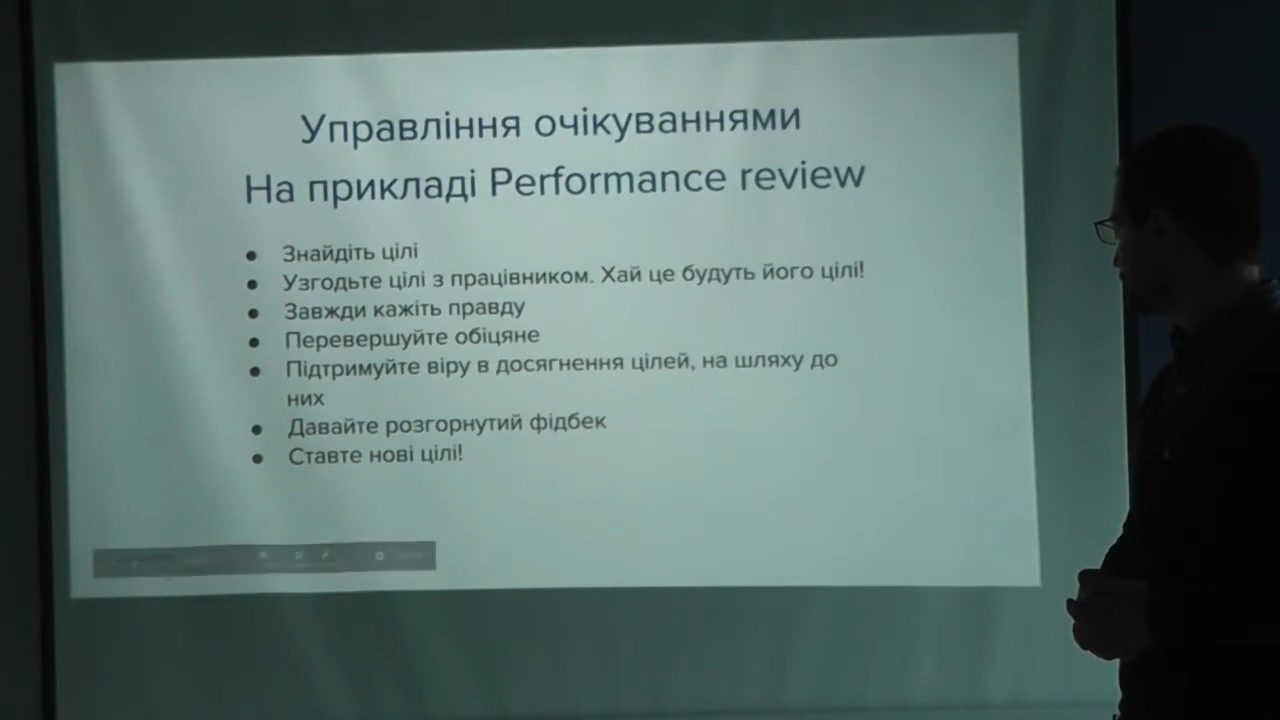 Управління очікуваннями
На прикладі Performance review
● Знайдіть цілі
● Узгодьте цілі з працівником. Хай це будуть його цілі!
● Завжди кажіть правду
● Перевершуйте обіцяне
● Підтримуйте віру в досягнення цілей, на шляху до
них
● Давайте розгорнутий фідбек
● Ставте нові цілі!